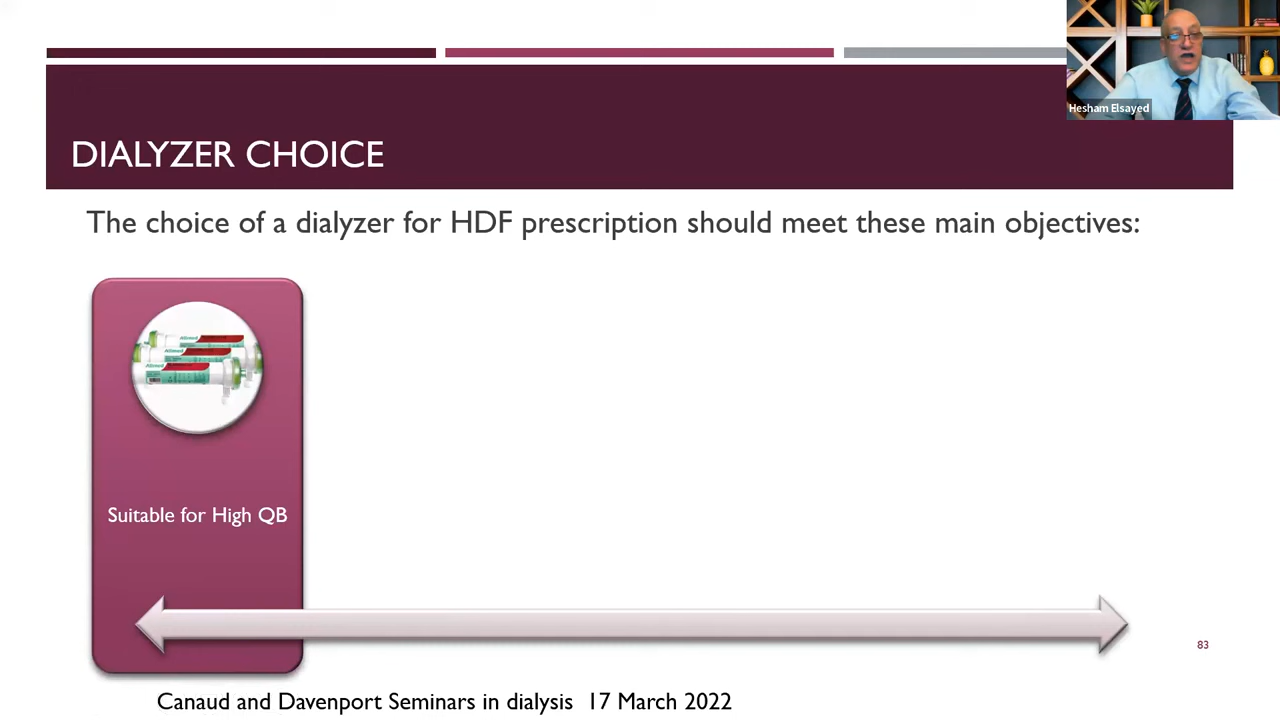 Hesham Elsayed
DIALYZER CHOICE
The choice of a dialyzer for HDF prescription should meet these main objectives:
Suitable for High QB
83
Canaud and Davenport Seminars in dialysis 17 March 2022